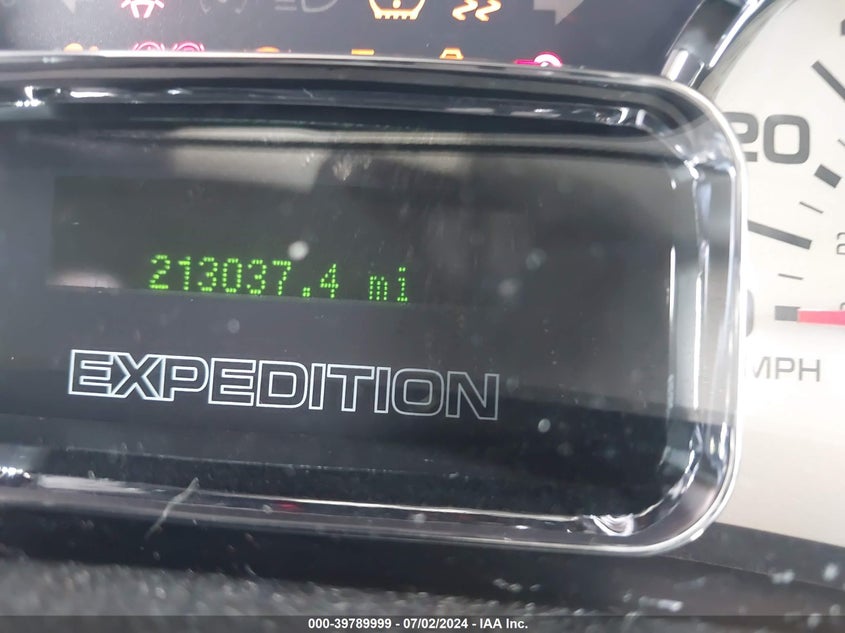 20
213037.4 mi
EXPEDITION
MPH
000-39789999 - 07/02/2024 - IAA Inc.